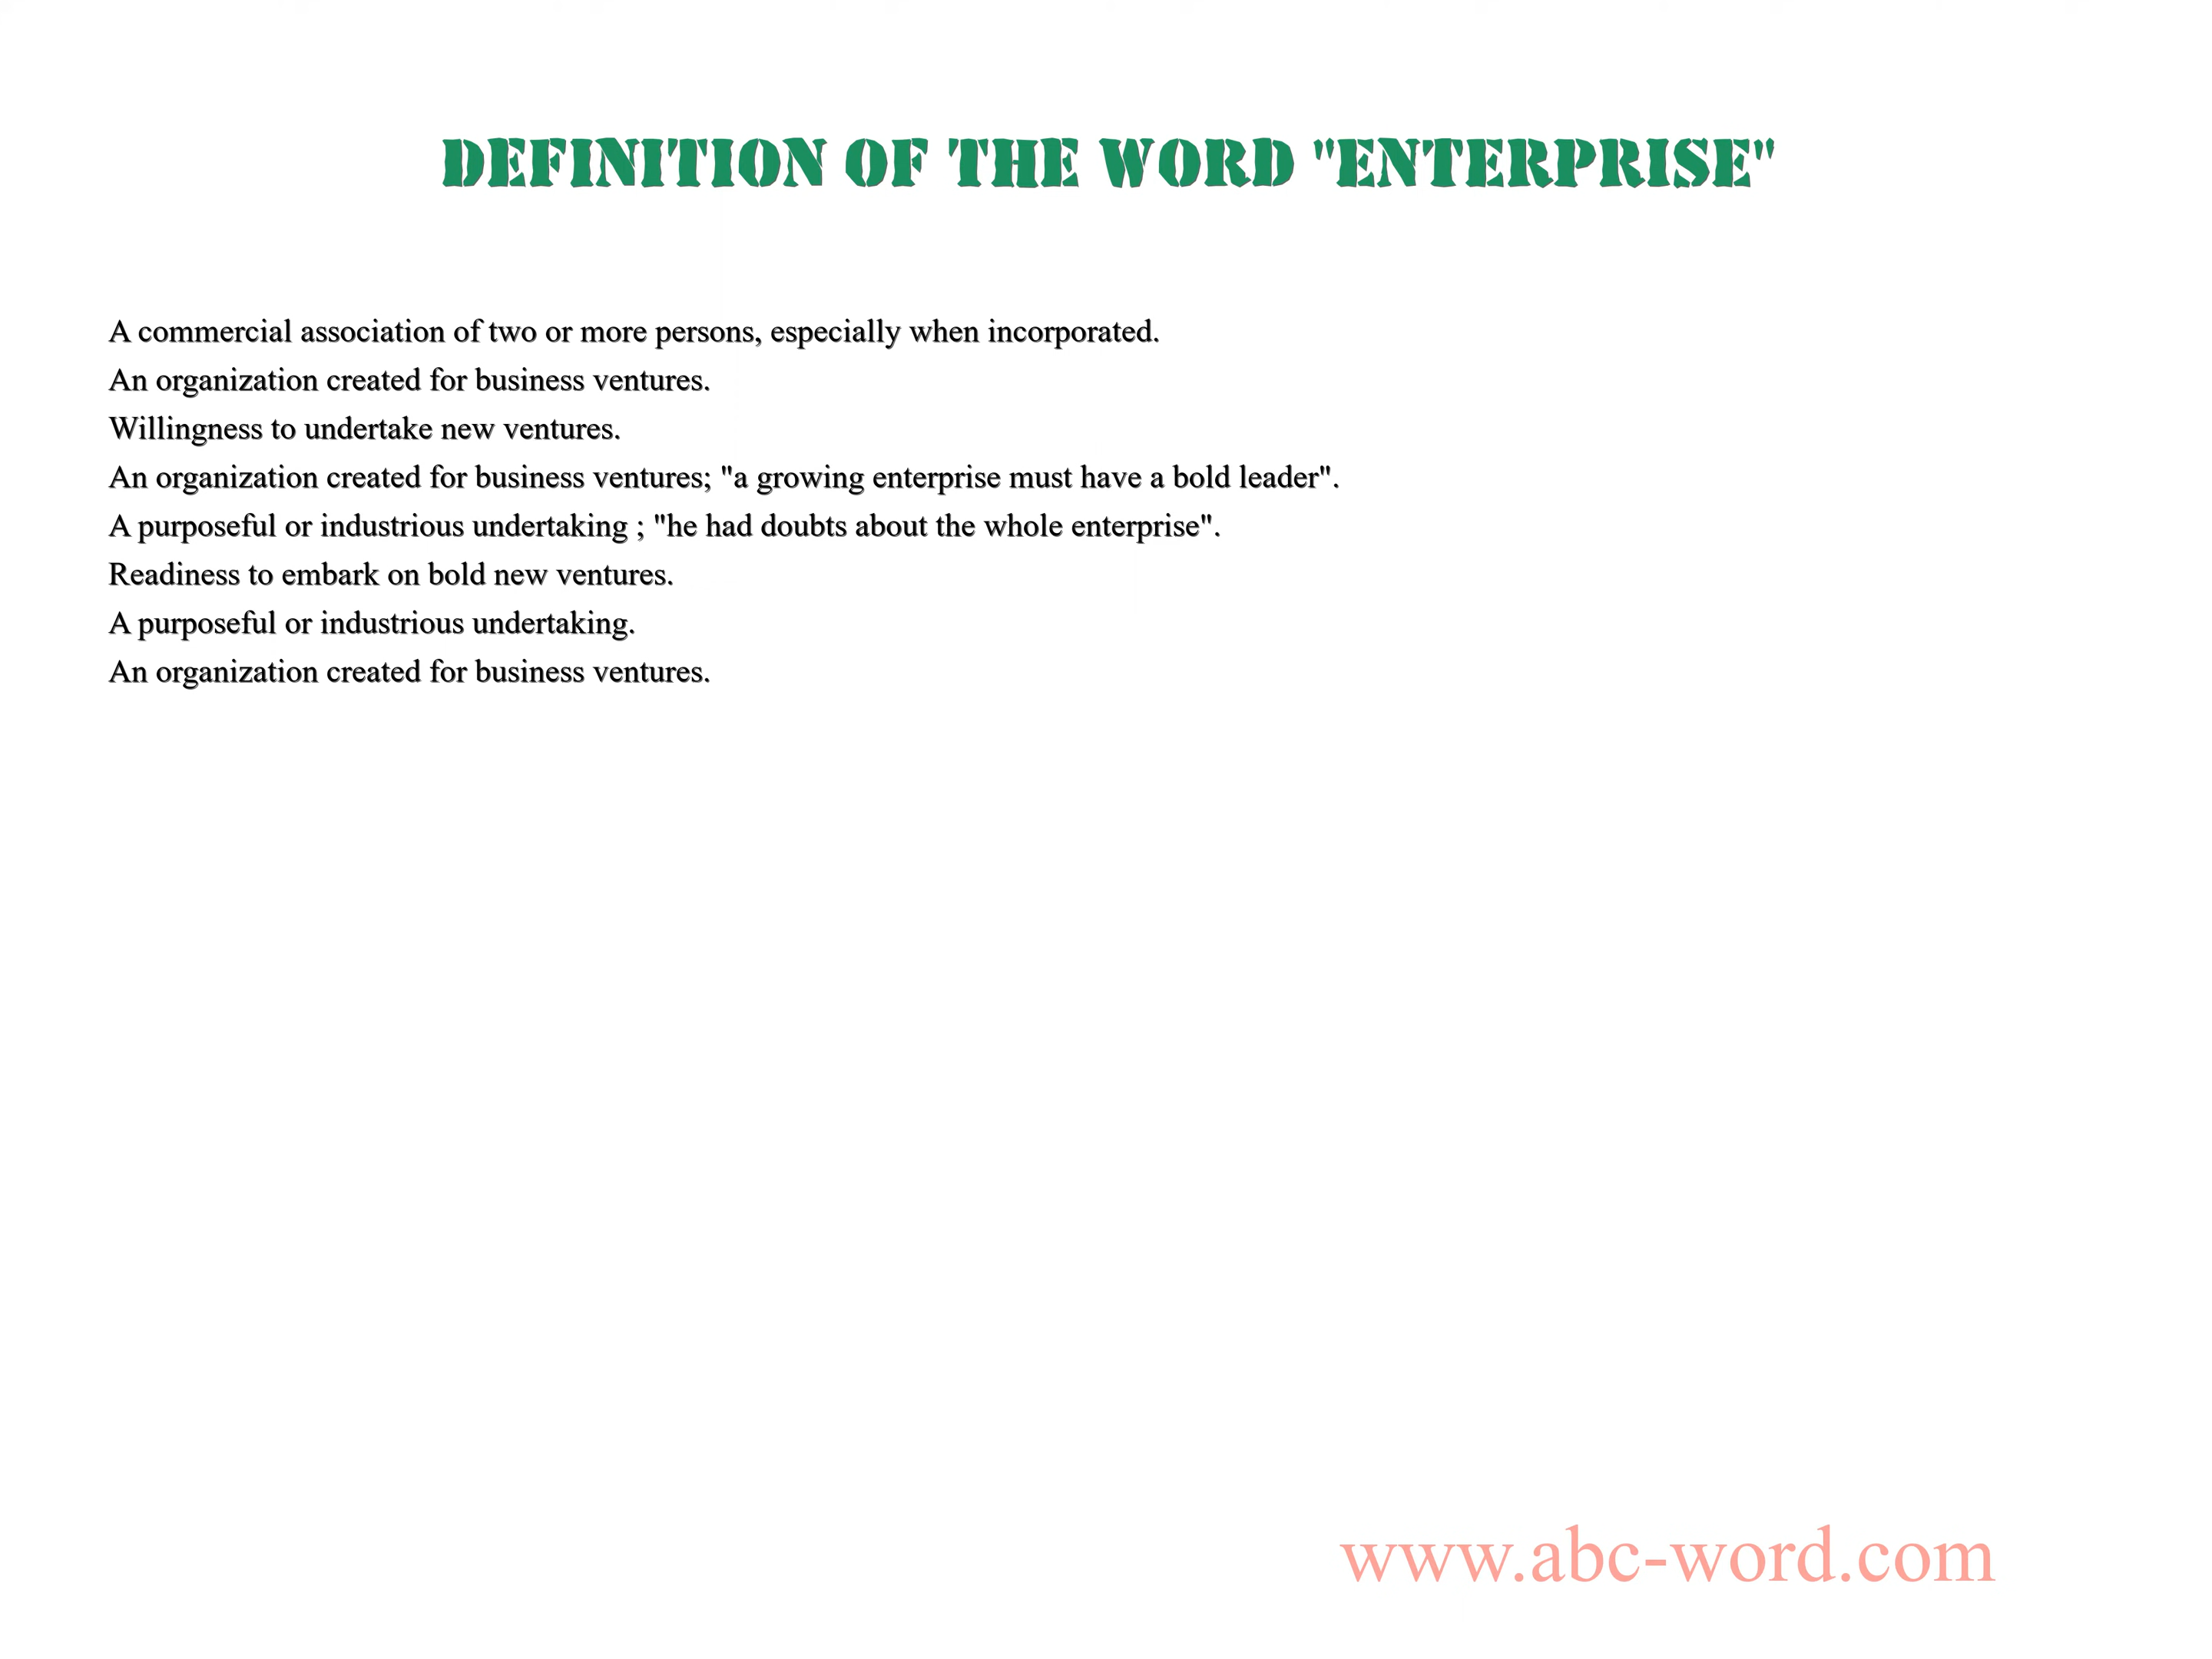 DEFINITION OF THE WORD "ENTERPRISE"
A commercial association of two or more persons, especially when incorporated.
An organization created for business ventures.
Willingness to undertake new ventures.
An organization created for business ventures; "a growing enterprise must have a bold leader".
A purposeful or industrious undertaking ; "he had doubts about the whole enterprise".
Readiness to embark on bold new ventures.
A purposeful or industrious undertaking.
An organization created for business ventures.
www.abc-word.com